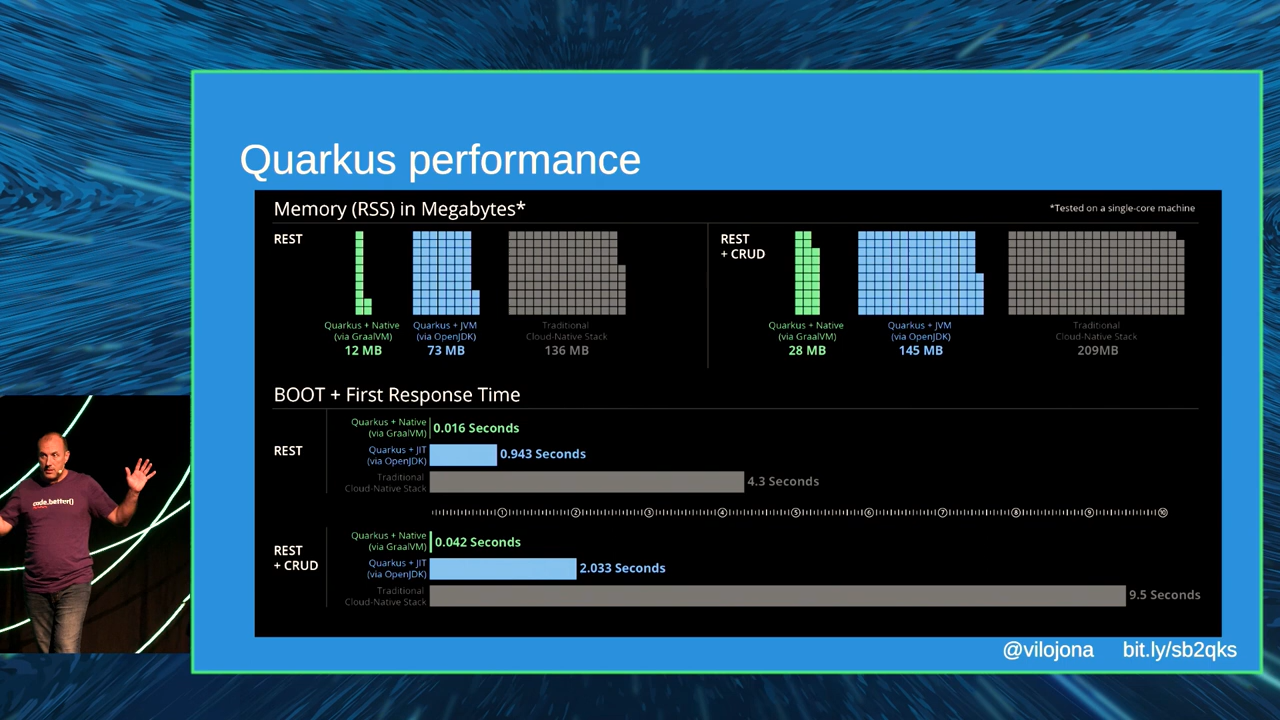 Quarkus performance
Memory (RSS) in Megabytes*
*Tested on a single-core machine
REST
Quarkus + Native
(via GraalVM)
12 MB
Quarkus + JVM
(via OpenJDK)
73 MB
Traditional
Cloud-Native Stack
136 MB
REST
+ CRUD
Quarkus + Native
(via GraalVM)
28 MB
Quarkus + JVM
(via OpenJDK)
145 MB
Traditional
Cloud-Native Stack
209MB
BOOT + First Response Time
REST
Quarkus + Native
(via GraalVM)
0.016 Seconds
Quarkus + JIT
(via OpenJDK)
0.943 Seconds
Traditional
Cloud-Native Stack
4.3 Seconds
1 2 3 4 5 6 7 8 9 10
REST
+ CRUD
Quarkus + Native
(via GraalVM)
0.042 Seconds
Quarkus + JIT
(via OpenJDK)
2.033 Seconds
Traditional
Cloud-Native Stack
9.5 Seconds
code.better()
@vilojona bit.ly/sb2qks